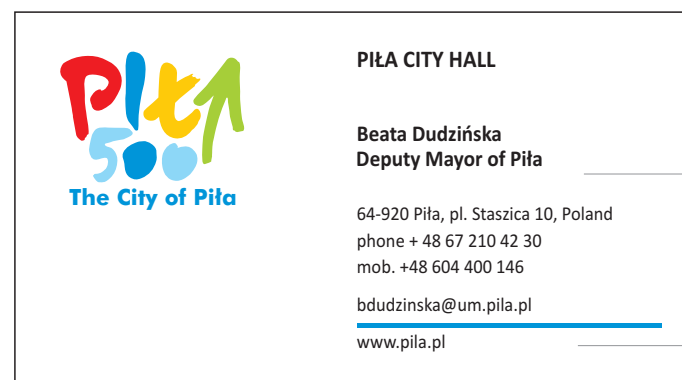 PIŁA
500
The City of Piła
PIŁA CITY HALL
Beata Dudzińska
Deputy Mayor of Piła
64-920 Piła, pl. Staszica 10, Poland
phone + 48 67 210 42 30
mob. +48 604 400 146
bdudzinska@um.pila.pl
www.pila.pl